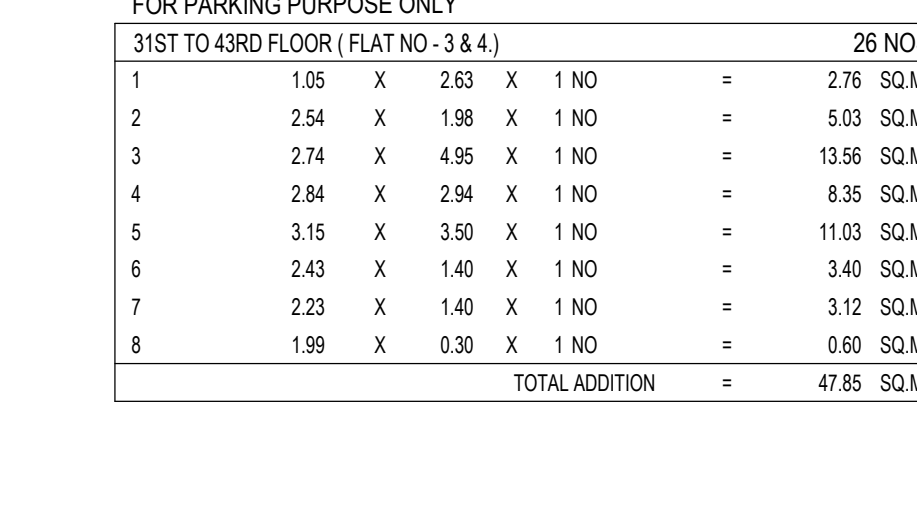 FOR PARKING PURPOSE ONLY
31ST TO 43RD FLOOR ( FLAT NO - 3 & 4.) 26 NO
1 1.05 X 2.63 X 1 NO = 2.76 SQ.M
2 2.54 X 1.98 X 1 NO = 5.03 SQ.M
3 2.74 X 4.95 X 1 NO = 13.56 SQ.M
4 2.84 X 2.94 X 1 NO = 8.35 SQ.M
5 3.15 X 3.50 X 1 NO = 11.03 SQ.M
6 2.43 X 1.40 X 1 NO = 3.40 SQ.M
7 2.23 X 1.40 X 1 NO = 3.12 SQ.M
8 1.99 X 0.30 X 1 NO = 0.60 SQ.M
TOTAL ADDITION = 47.85 SQ.M